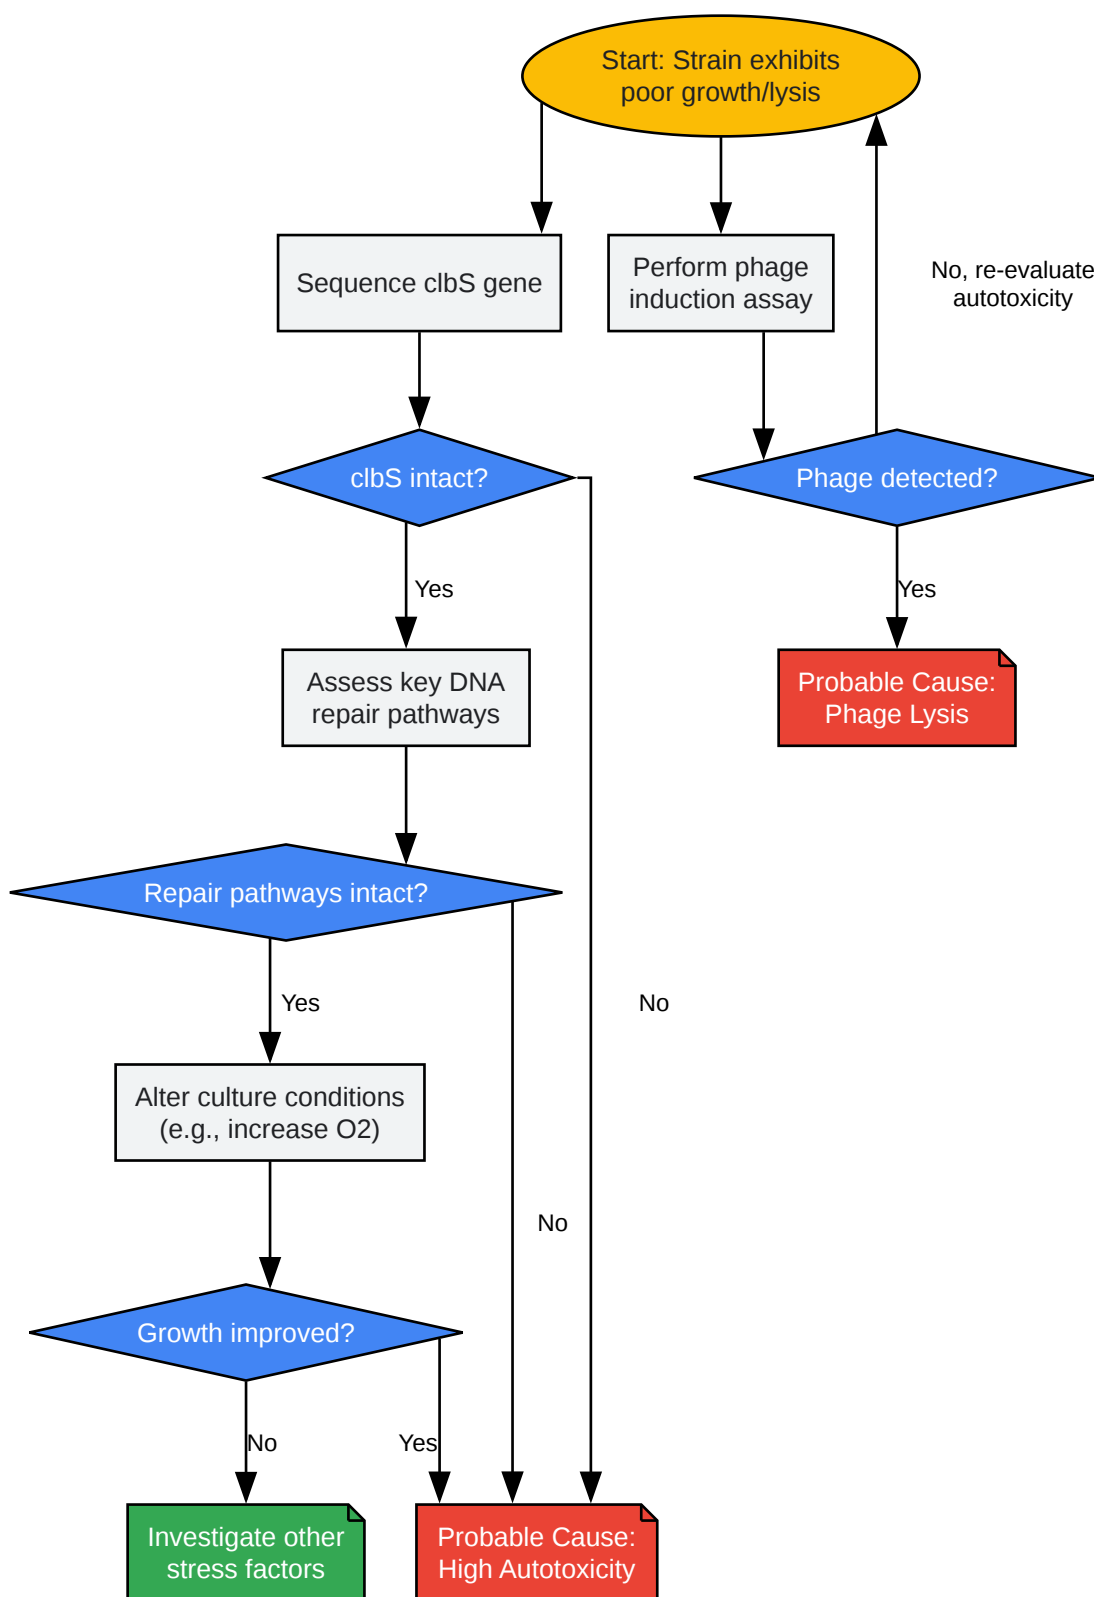 Start: Strain exhibits
poor growth/lysis
Sequence clbS gene
Perform phage
induction assay
No, re-evaluate
autotoxicity
clbS intact?
Phage detected?
Yes
Yes
Assess key DNA
repair pathways
Probable Cause:
Phage Lysis
Repair pathways intact?
Yes
No
Alter culture conditions
(e.g., increase O2)
No
Growth improved?
No
Yes
Investigate other
stress factors
Probable Cause:
High Autotoxicity